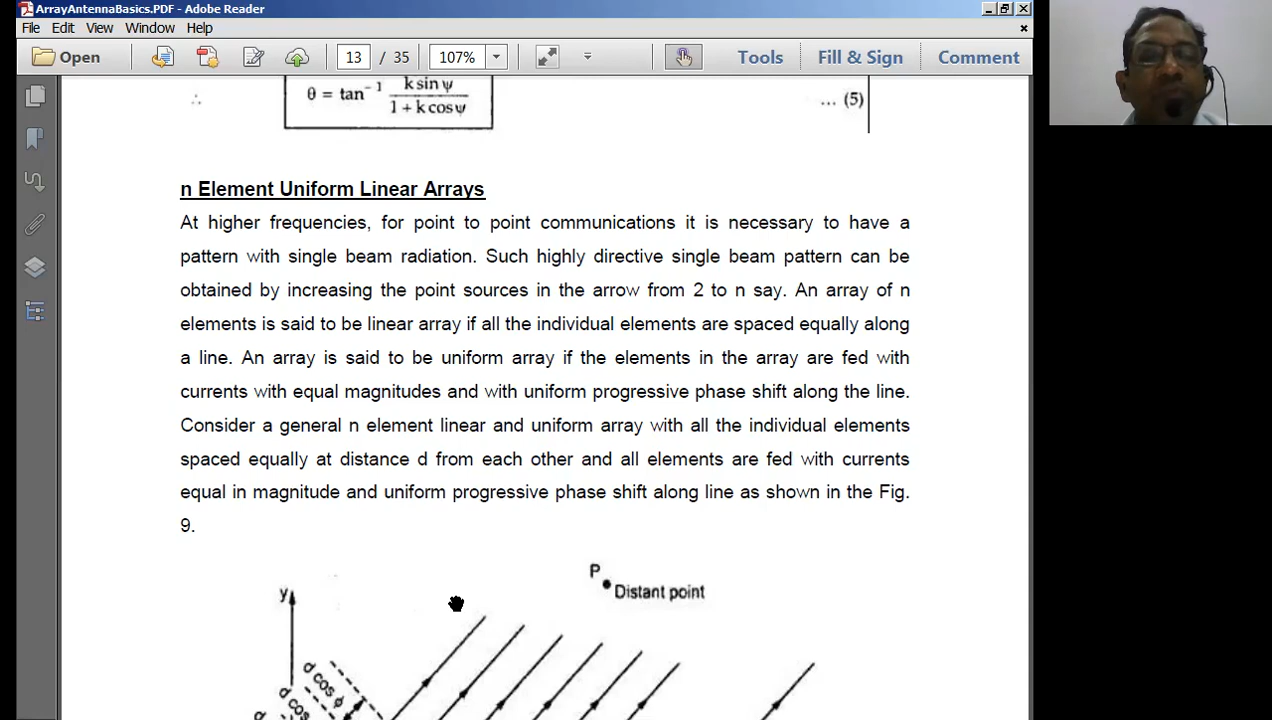 ArrayAntennaBasics.PDF - Adobe Reader
File Edit View Window Help
Open 13 / 35 107% Tools Fill & Sign Comment
∴ θ = tan⁻¹ k sin ψ / 1 + k cos ψ ... (5)
n Element Uniform Linear Arrays
At higher frequencies, for point to point communications it is necessary to have a
pattern with single beam radiation. Such highly directive single beam pattern can be
obtained by increasing the point sources in the arrow from 2 to n say. An array of n
elements is said to be linear array if all the individual elements are spaced equally along
a line. An array is said to be uniform array if the elements in the array are fed with
currents with equal magnitudes and with uniform progressive phase shift along the line.
Consider a general n element linear and uniform array with all the individual elements
spaced equally at distance d from each other and all elements are fed with currents
equal in magnitude and uniform progressive phase shift along line as shown in the Fig.
9.
P
Distant point
y
d cos ϕ
d cos